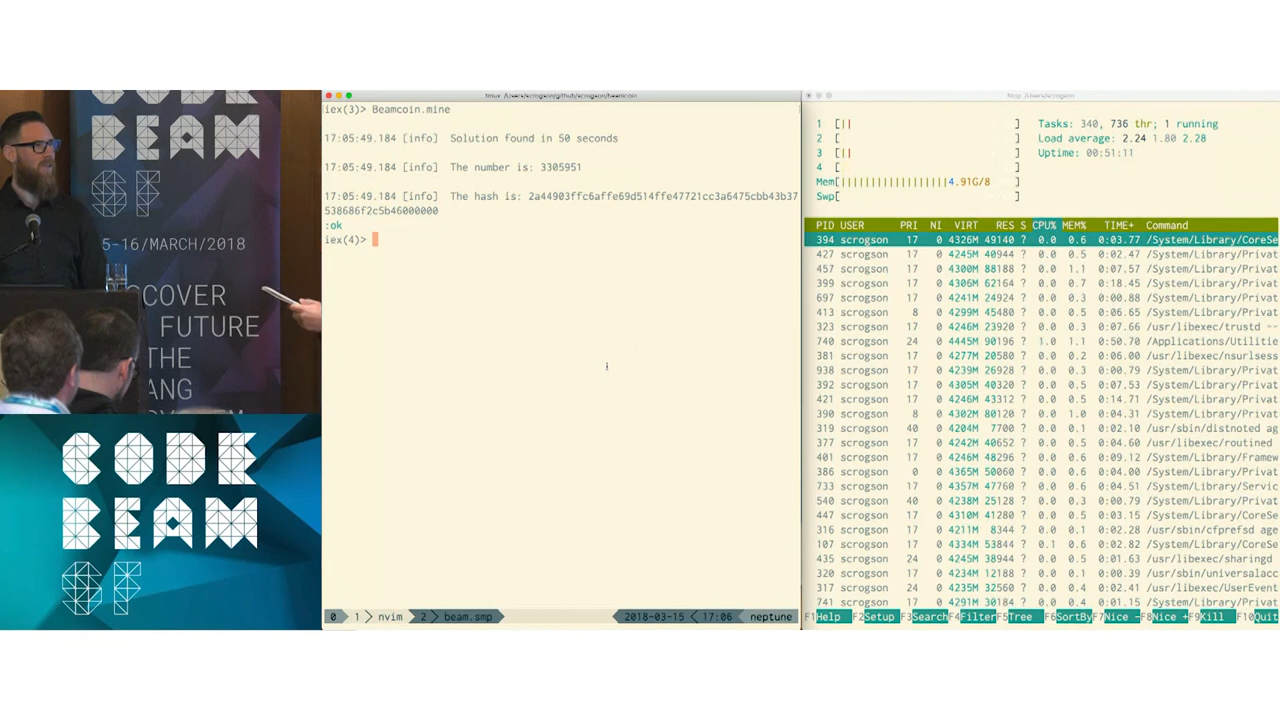 CODE
BEAM
SF
5-16/MARCH/2018
COVER
FUTURE
THE
ANG
CODE
BEAM
SF
tmux /Users/scrogson/github/scrogson/beamcoin
iex(3)> Beamcoin.mine
17:05:49.184 [info]  Solution found in 50 seconds
17:05:49.184 [info]  The number is: 3305951
17:05:49.184 [info]  The hash is: 2a44903ffc6affe69d514ffe47721cc3a6475cbb43b37
538686f2c5b46000000
:ok
iex(4)>
0 1 nvim 2 beam.smp 2018-03-15 17:06 neptune
htop /Users/scrogson
1 [|| ] Tasks: 340, 736 thr; 1 running
2 [ ] Load average: 2.24 1.80 2.28
3 [|| ] Uptime: 00:51:11
4 [ ]
Mem[||||||||||||||||||4.91G/8 ]
Swp[ ]
PID USER PRI NI VIRT RES S CPU% MEM% TIME+ Command
394 scrogson 17 0 4326M 49140 ? 0.0 0.6 0:03.77 /System/Library/CoreSe
427 scrogson 17 0 4245M 40944 ? 0.0 0.5 0:02.47 /System/Library/Privat
457 scrogson 17 0 4300M 88188 ? 0.0 1.1 0:07.57 /System/Library/Privat
399 scrogson 17 0 4306M 62164 ? 0.0 0.7 0:18.45 /System/Library/Privat
697 scrogson 17 0 4241M 24924 ? 0.0 0.3 0:00.88 /System/Library/Privat
413 scrogson 8 0 4299M 45480 ? 0.0 0.5 0:06.65 /System/Library/Privat
323 scrogson 17 0 4246M 23920 ? 0.0 0.3 0:07.66 /usr/libexec/trustd --
740 scrogson 24 0 4445M 90196 ? 1.0 1.1 0:50.70 /Applications/Utilitie
381 scrogson 17 0 4277M 20580 ? 0.0 0.2 0:06.00 /usr/libexec/nsurlsess
938 scrogson 17 0 4239M 26928 ? 0.0 0.3 0:00.79 /System/Library/Privat
392 scrogson 17 0 4305M 40320 ? 0.0 0.5 0:07.53 /System/Library/Privat
421 scrogson 17 0 4246M 43312 ? 0.0 0.5 0:14.71 /System/Library/Privat
390 scrogson 8 0 4302M 80120 ? 0.0 1.0 0:04.31 /System/Library/Privat
319 scrogson 40 0 4204M 7700 ? 0.0 0.1 0:02.10 /usr/sbin/distnoted ag
377 scrogson 17 0 4242M 40652 ? 0.0 0.5 0:04.60 /usr/libexec/routined
401 scrogson 17 0 4246M 48296 ? 0.0 0.6 0:09.12 /System/Library/Framew
386 scrogson 0 0 4365M 50060 ? 0.0 0.6 0:04.00 /System/Library/Privat
733 scrogson 17 0 4357M 47760 ? 0.0 0.6 0:04.51 /System/Library/Servic
540 scrogson 40 0 4238M 25128 ? 0.0 0.3 0:00.79 /System/Library/Privat
447 scrogson 17 0 4310M 41280 ? 0.0 0.5 0:03.15 /System/Library/CoreSe
316 scrogson 17 0 4211M 8344 ? 0.0 0.1 0:02.28 /usr/sbin/cfprefsd age
107 scrogson 17 0 4334M 53844 ? 0.1 0.6 0:02.82 /System/Library/CoreSe
435 scrogson 24 0 4245M 38944 ? 0.0 0.5 0:01.63 /usr/libexec/sharingd
320 scrogson 17 0 4234M 12188 ? 0.0 0.1 0:00.39 /usr/sbin/universalacc
317 scrogson 24 0 4235M 32560 ? 0.0 0.4 0:02.41 /usr/libexec/UserEvent
741 scrogson 17 0 4291M 30184 ? 0.0 0.4 0:01.15 /System/Library/Privat
F1Help F2Setup F3SearchF4FilterF5Tree F6SortByF7Nice -F8Nice +F9Kill F10Quit